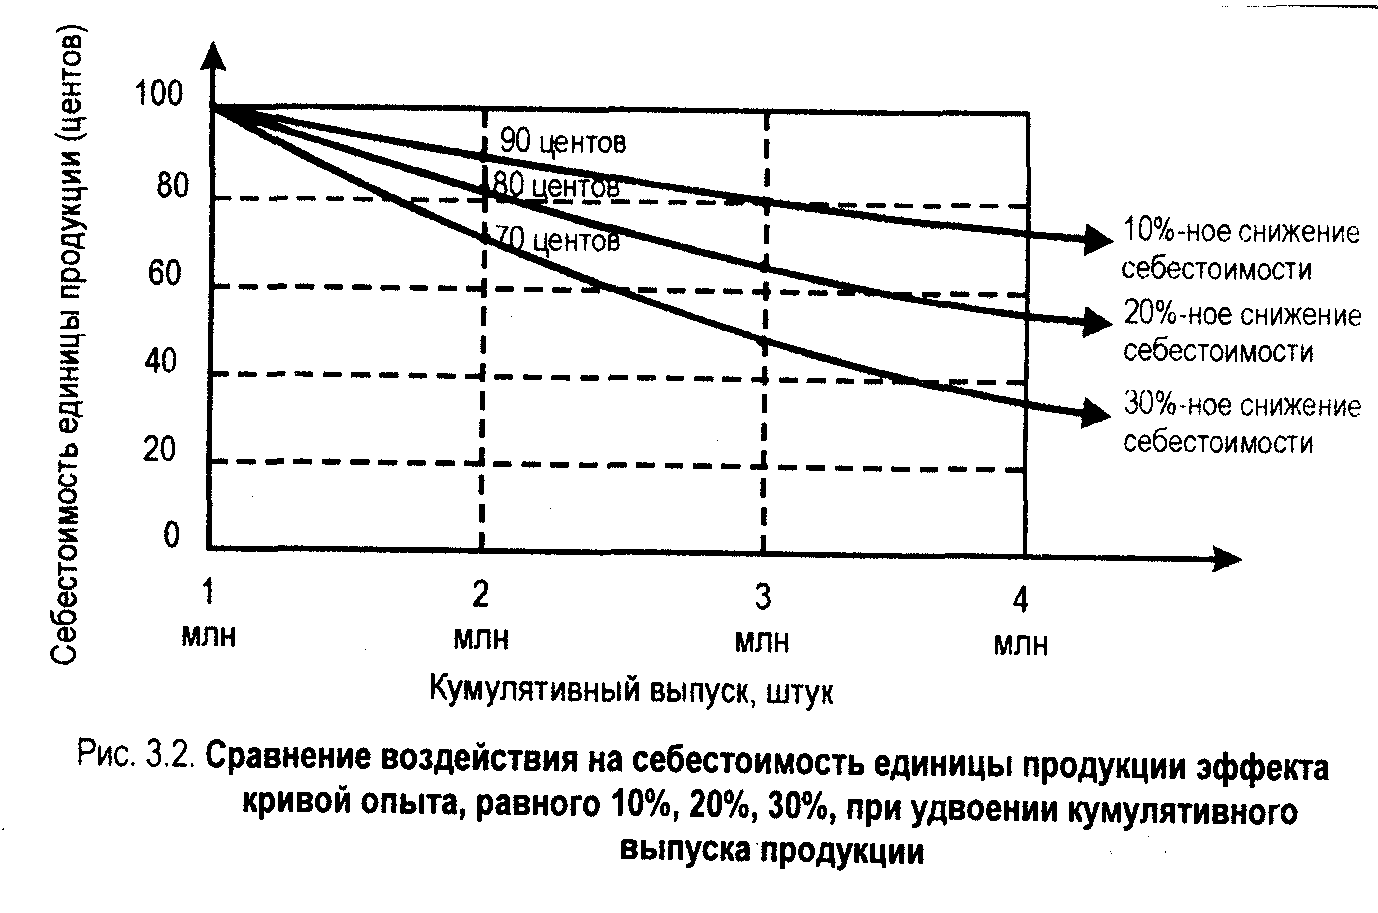 Себестоимость единицы продукции (центов)
100
80
60
40
20
0
90 центов
80 центов
70 центов
10%-ное снижение
себестоимости
20%-ное снижение
себестоимости
30%-ное снижение
себестоимости
1
млн
2
млн
3
млн
4
млн
Кумулятивный выпуск, штук
Рис. 3.2. Сравнение воздействия на себестоимость единицы продукции эффекта
кривой опыта, равного 10%, 20%, 30%, при удвоении кумулятивного
выпуска продукции